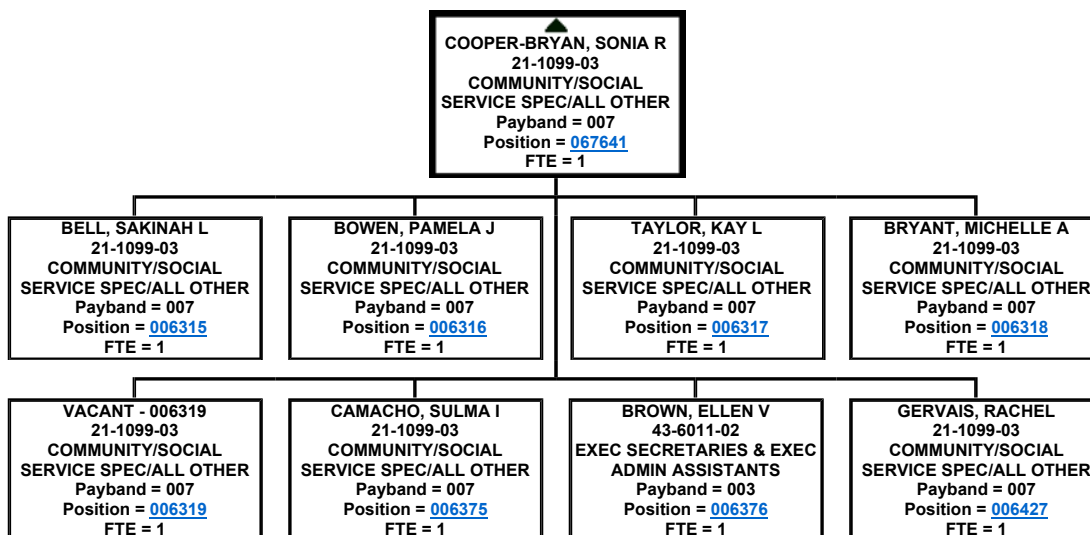 COOPER-BRYAN, SONIA R
21-1099-03
COMMUNITY/SOCIAL
SERVICE SPEC/ALL OTHER
Payband = 007
Position = 067641
FTE = 1
BELL, SAKINAH L
21-1099-03
COMMUNITY/SOCIAL
SERVICE SPEC/ALL OTHER
Payband = 007
Position = 006315
FTE = 1
BOWEN, PAMELA J
21-1099-03
COMMUNITY/SOCIAL
SERVICE SPEC/ALL OTHER
Payband = 007
Position = 006316
FTE = 1
TAYLOR, KAY L
21-1099-03
COMMUNITY/SOCIAL
SERVICE SPEC/ALL OTHER
Payband = 007
Position = 006317
FTE = 1
BRYANT, MICHELLE A
21-1099-03
COMMUNITY/SOCIAL
SERVICE SPEC/ALL OTHER
Payband = 007
Position = 006318
FTE = 1
VACANT - 006319
21-1099-03
COMMUNITY/SOCIAL
SERVICE SPEC/ALL OTHER
Payband = 007
Position = 006319
FTE = 1
CAMACHO, SULMA I
21-1099-03
COMMUNITY/SOCIAL
SERVICE SPEC/ALL OTHER
Payband = 007
Position = 006375
FTE = 1
BROWN, ELLEN V
43-6011-02
EXEC SECRETARIES & EXEC
ADMIN ASSISTANTS
Payband = 003
Position = 006376
FTE = 1
GERVAIS, RACHEL
21-1099-03
COMMUNITY/SOCIAL
SERVICE SPEC/ALL OTHER
Payband = 007
Position = 006427
FTE = 1